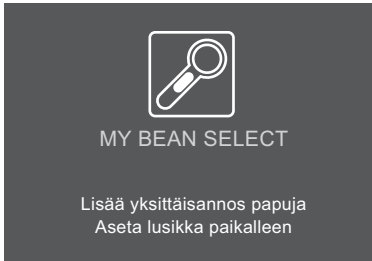 MY BEAN SELECT
Lisää yksittäisannos papuja
Aseta lusikka paikalleen